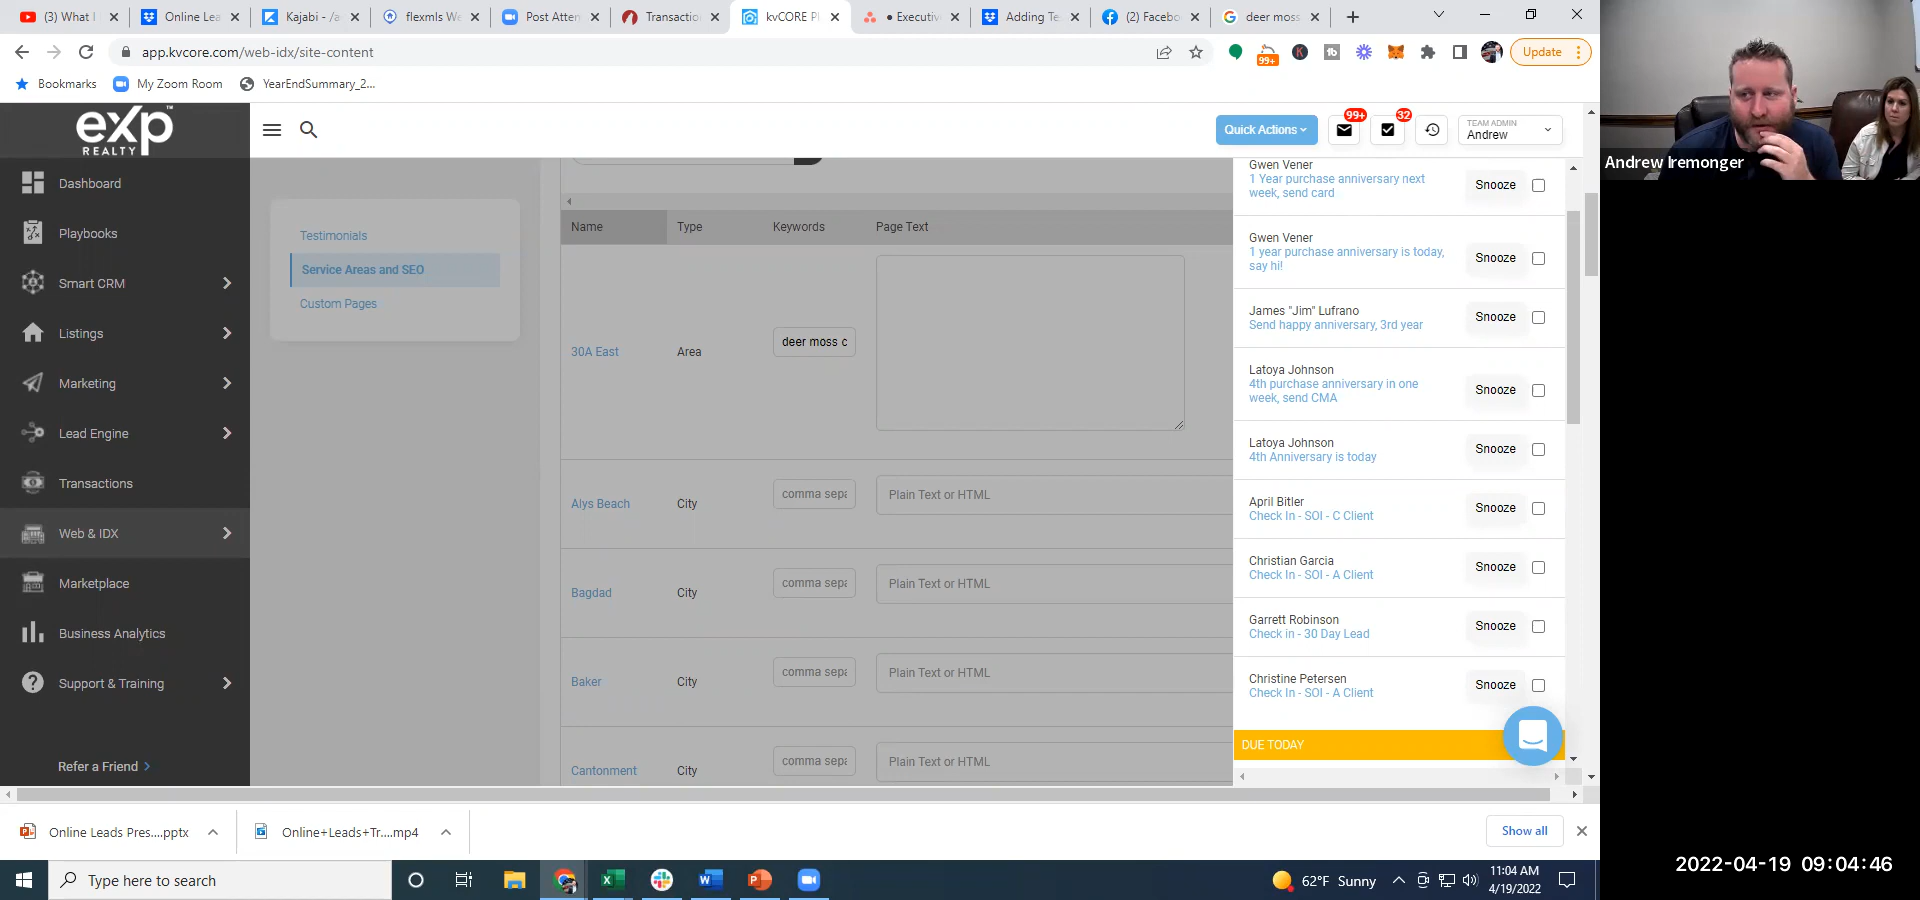 (3) What I
Online Lea
Kajabi - /a
flexmls We
Post Atten
Transactio
kvCORE Pl
• Executiv
Adding Te
(2) Facebo
deer moss
app.kvcore.com/web-idx/site-content
99+
Update
Bookmarks
My Zoom Room
YearEndSummary_2...
eXp
REALTY
Quick Actions
99+
32
TEAM ADMIN
Andrew
Dashboard
Playbooks
Smart CRM
Listings
Marketing
Lead Engine
Transactions
Web & IDX
Marketplace
Business Analytics
Support & Training
Refer a Friend
Testimonials
Service Areas and SEO
Custom Pages
Name Type Keywords Page Text
30A East Area deer moss c
Alys Beach City comma sepa Plain Text or HTML
Bagdad City comma sepa Plain Text or HTML
Baker City comma sepa Plain Text or HTML
Cantonment City comma sepa Plain Text or HTML
Gwen Vener
1 Year purchase anniversary next
week, send card
Snooze
Gwen Vener
1 year purchase anniversary is today,
say hi!
Snooze
James "Jim" Lufrano
Send happy anniversary, 3rd year
Snooze
Latoya Johnson
4th purchase anniversary in one
week, send CMA
Snooze
Latoya Johnson
4th Anniversary is today
Snooze
April Bitler
Check In - SOI - C Client
Snooze
Christian Garcia
Check In - SOI - A Client
Snooze
Garrett Robinson
Check in - 30 Day Lead
Snooze
Christine Petersen
Check In - SOI - A Client
Snooze
DUE TODAY
Andrew Iremonger
Online Leads Pres....pptx
Online+Leads+Tr....mp4
Show all
Type here to search
62°F Sunny
11:04 AM
4/19/2022
2022-04-19 09:04:46